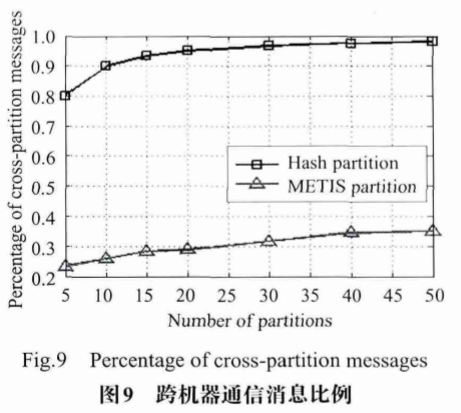 Percentage of cross-partition messages
1.0
0.9
0.8
0.7
0.6
0.5
0.4
0.3
0.2
Hash partition
METIS partition
5 10 15 20 25 30 35 40 45 50
Number of partitions
Fig.9 Percentage of cross-partition messages
图9 跨机器通信消息比例